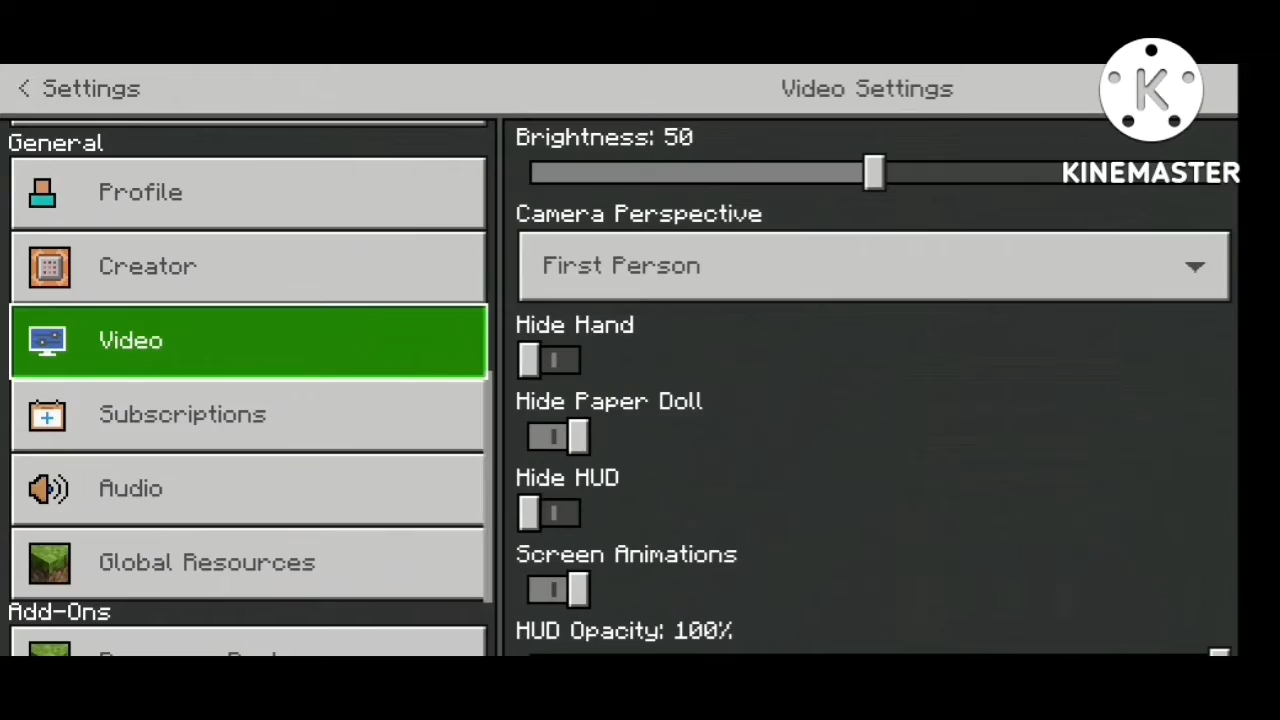 Settings
Video Settings
K
KINEMASTER
General
Profile
Creator
Video
Subscriptions
Audio
Global Resources
Add-Ons
Brightness: 50
Camera Perspective
First Person
Hide Hand
Hide Paper Doll
Hide HUD
Screen Animations
HUD Opacity: 100%